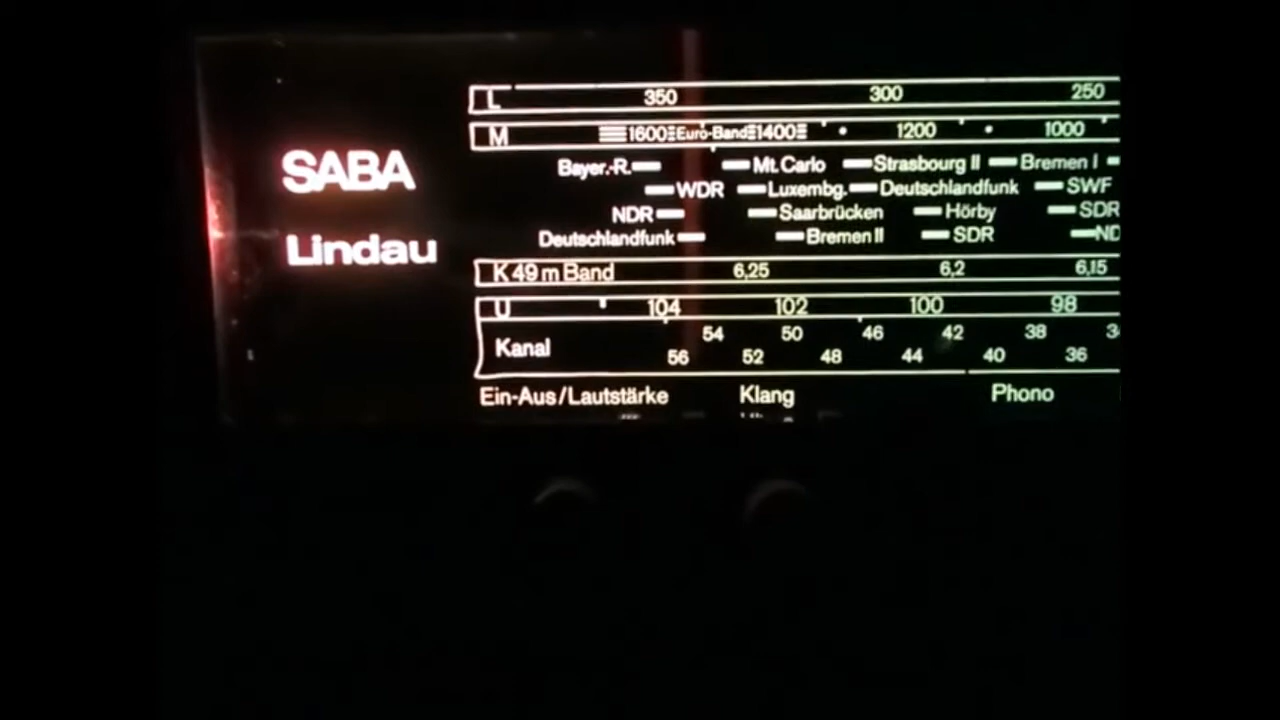 SABA
Lindau
L 350 300 250
M 1600 Euro-Band 1400 1200 1000
Bayer.-R. Mt. Carlo Strasbourg II Bremen I
WDR Luxembg. Deutschlandfunk SWF
NDR Saarbrücken Hörby SDR
Deutschlandfunk Bremen II SDR
K 49 m Band 6,25 6,2 6,15
U 104 102 100 98
54 50 46 42 38
Kanal
56 52 48 44 40 36
Ein-Aus/Lautstärke Klang Phono